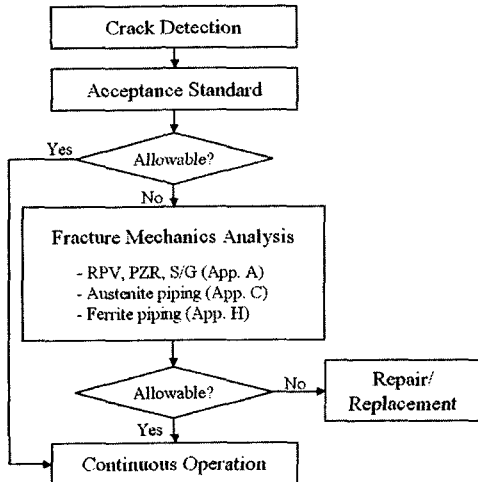 Crack Detection
Acceptance Standard
Yes
Allowable?
No
Fracture Mechanics Analysis
- RPV, PZR, S/G (App. A)
- Austenite piping (App. C)
- Ferrite piping (App. H)
Allowable?
No
Repair/
Replacement
Yes
Continuous Operation